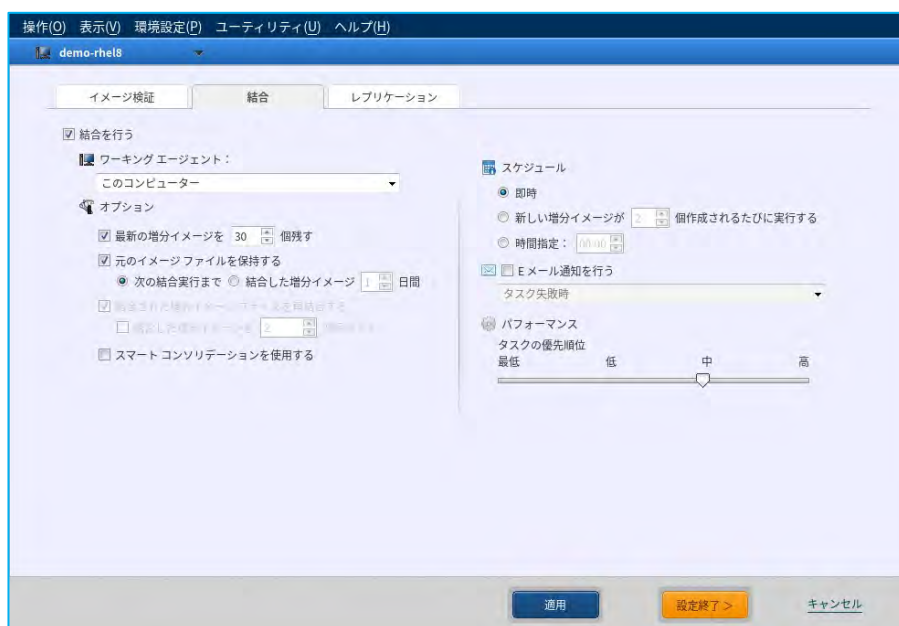 操作(O) 表示(V) 環境設定(P) ユーティリティ(U) ヘルプ(H)
demo-rhel8
イメージ検証 結合 レプリケーション
結合を行う
ワーキング エージェント：
このコンピューター
オプション
最新の増分イメージを 30 個残す
元のイメージ ファイルを保持する
次の結合実行まで 結合した増分イメージ 1 日間
2
スマート コンソリデーションを使用する
スケジュール
即時
新しい増分イメージが 2 個作成されるたびに実行する
時間指定： 00:00
E メール通知を行う
タスク失敗時
パフォーマンス
タスクの優先順位
最低 低 中 高
適用 設定終了 > キャンセル